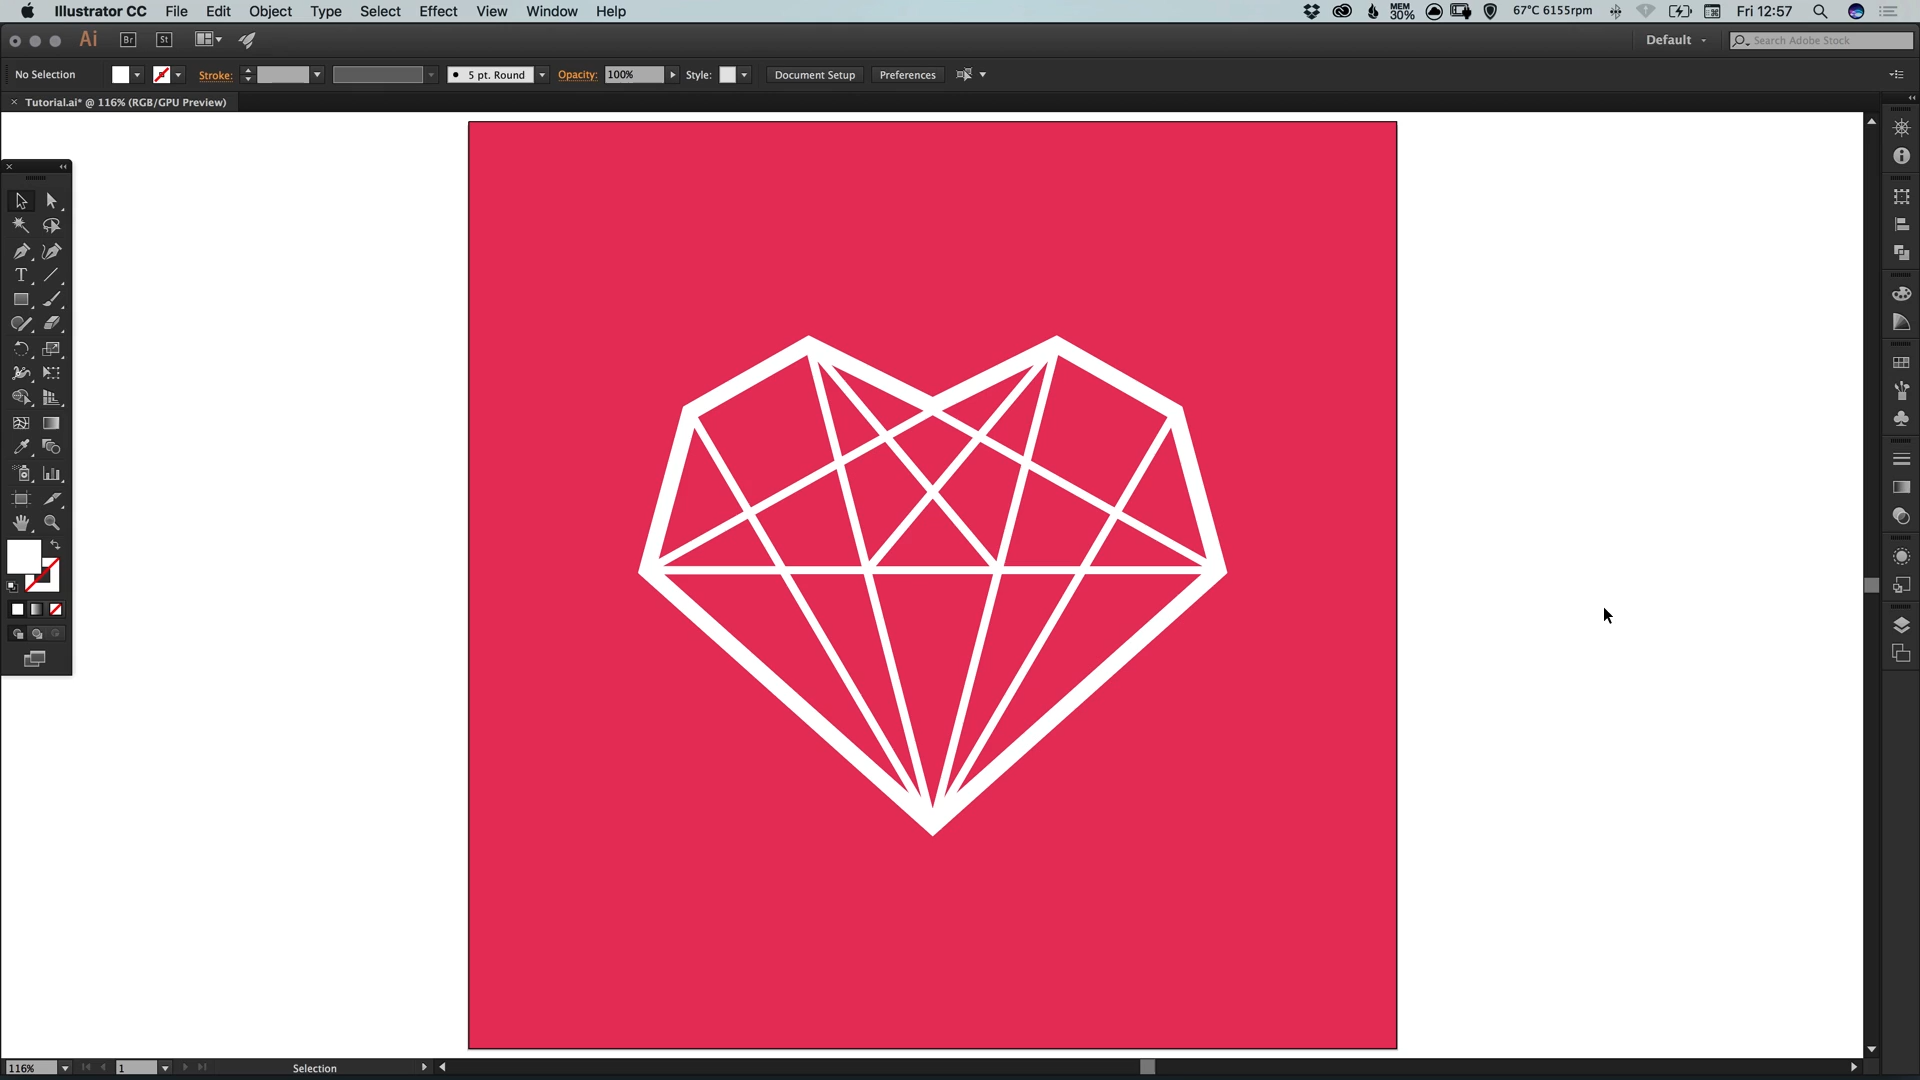 Illustrator CC File Edit Object Type Select Effect View Window Help MEM 30% 67°C 6155rpm Fri 12:57
Ai Br St Default Search Adobe Stock
No Selection Stroke: 5 pt. Round Opacity: 100% Style: Document Setup Preferences
Tutorial.ai* @ 116% (RGB/GPU Preview)
T
116% 1 Selection